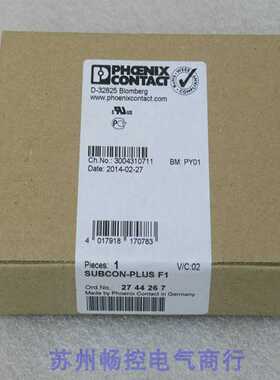 PHŒNIX
CONTACT
D-32825 Blomberg
www.phoenixcontact.com
Ch.No.: 3004310711
BM: PY01
Date: 2014-02-27
4 017918 170783
Pieces: 1
V/C:02
SUBCON-PLUS F1
Ord No.: 27 44 26 7
Made by Phoenix Contact in Germany
苏州畅控电气商行